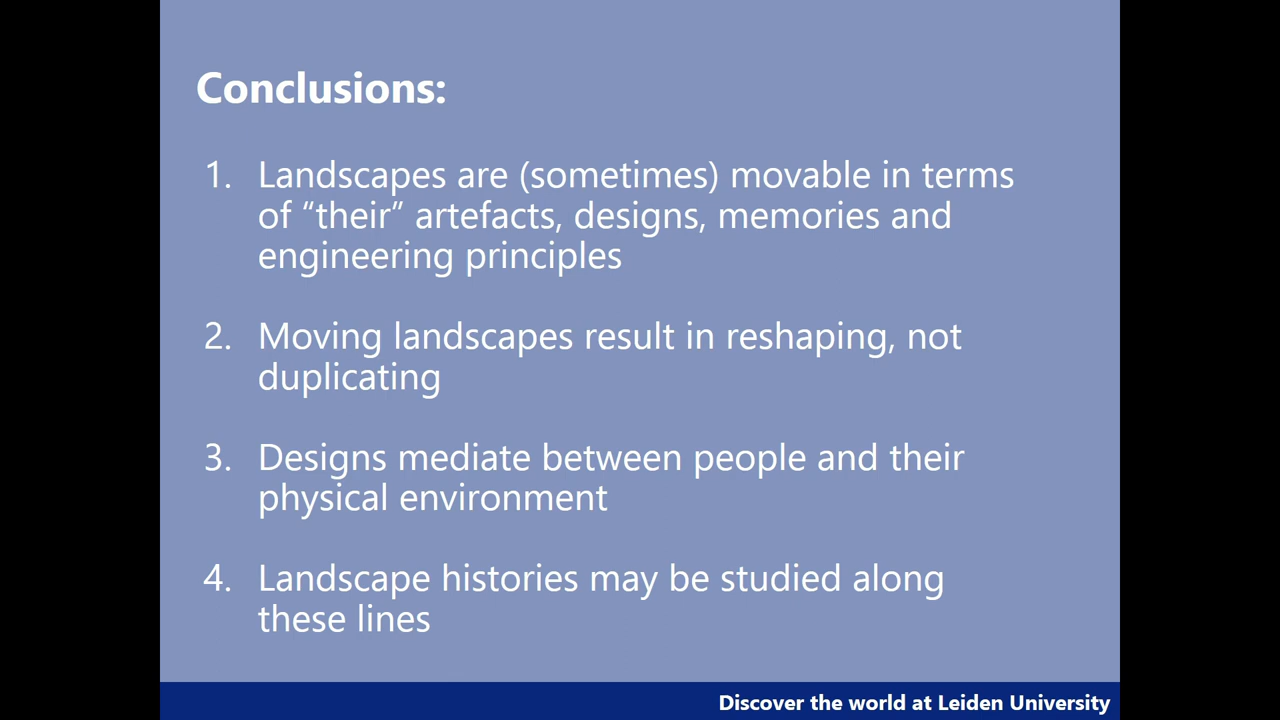 Conclusions:
1. Landscapes are (sometimes) movable in terms
of “their” artefacts, designs, memories and
engineering principles
2. Moving landscapes result in reshaping, not
duplicating
3. Designs mediate between people and their
physical environment
4. Landscape histories may be studied along
these lines
Discover the world at Leiden University